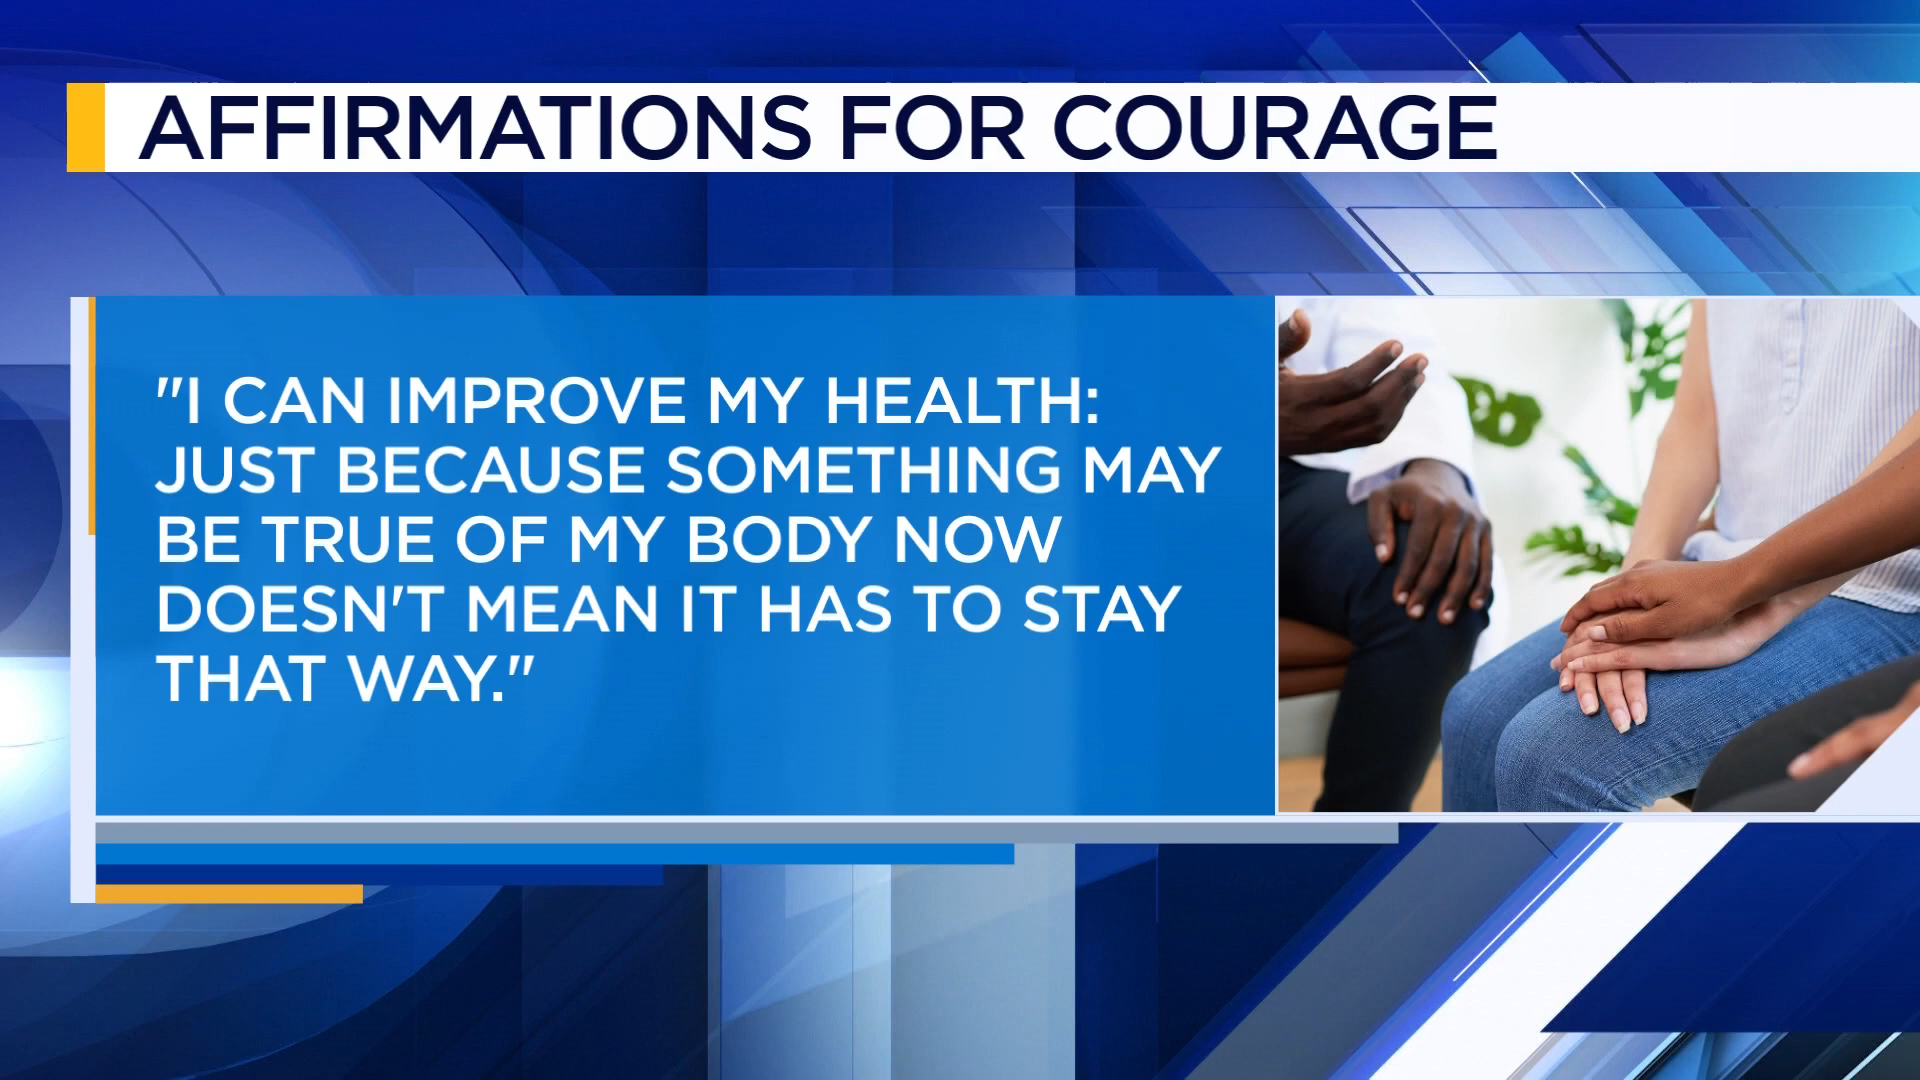 AFFIRMATIONS FOR COURAGE
"I CAN IMPROVE MY HEALTH:
JUST BECAUSE SOMETHING MAY
BE TRUE OF MY BODY NOW
DOESN'T MEAN IT HAS TO STAY
THAT WAY."